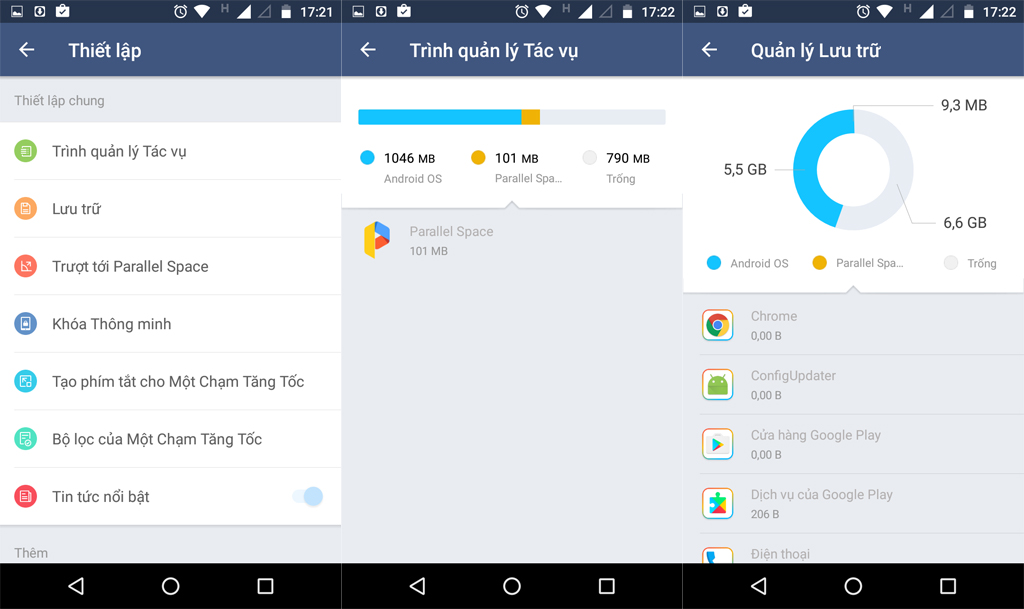 17:21
Thiết lập
Thiết lập chung
Trình quản lý Tác vụ
Lưu trữ
Trượt tới Parallel Space
Khóa Thông minh
Tạo phím tắt cho Một Chạm Tăng Tốc
Bộ lọc của Một Chạm Tăng Tốc
Tin tức nổi bật
Thêm
H 17:22
Trình quản lý Tác vụ
1046 MB
Android OS
101 MB
Parallel Spa...
790 MB
Trống
Parallel Space
101 MB
H 17:22
Quản lý Lưu trữ
9,3 MB
5,5 GB
6,6 GB
Android OS
Parallel Spa...
Trống
Chrome
0,00 B
ConfigUpdater
0,00 B
Cửa hàng Google Play
0,00 B
Dịch vụ của Google Play
206 B
Điện thoại